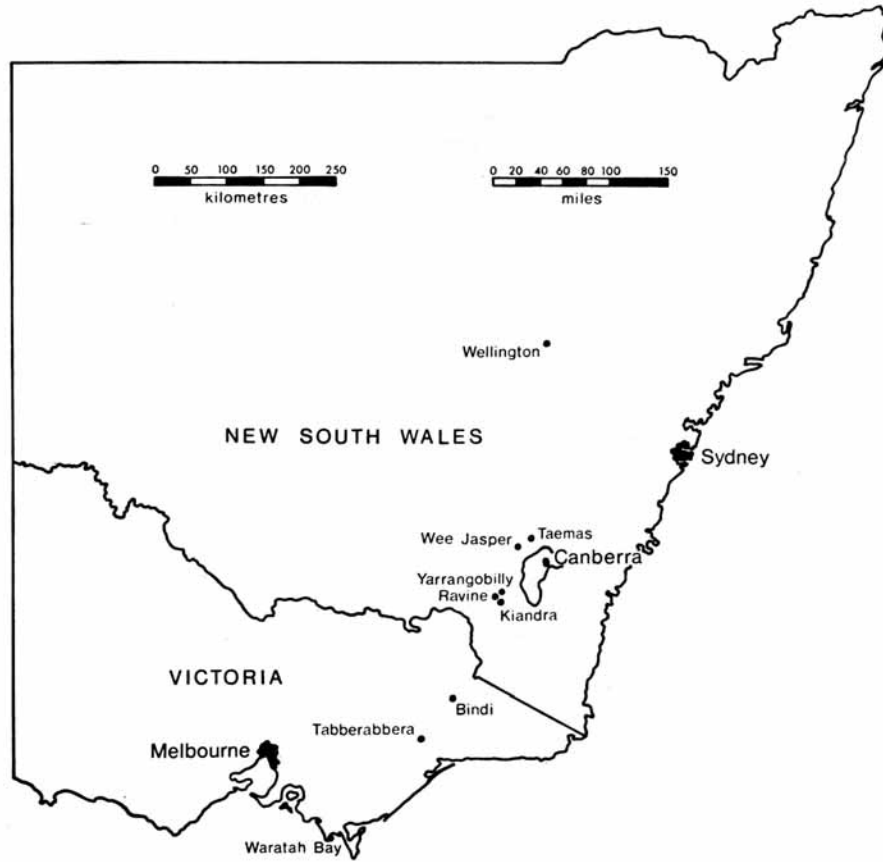 0 50 100 150 200 250
kilometres
0 20 40 60 80 100 150
miles
Wellington
NEW SOUTH WALES
Sydney
Wee Jasper
Taemas
Canberra
Yarrangobilly
Ravine
Kiandra
VICTORIA
Bindi
Tabberabbera
Melbourne
Waratah Bay